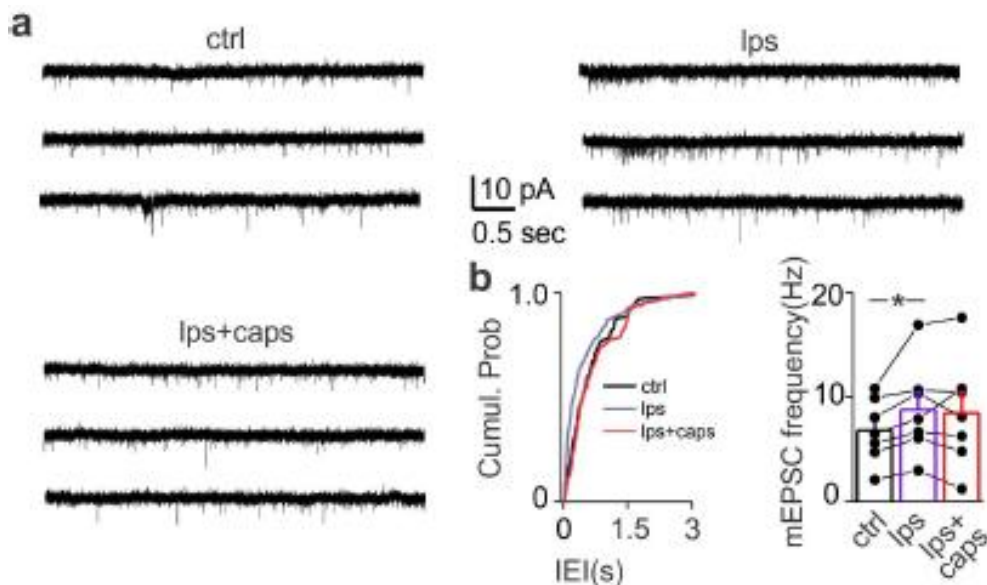 a
ctrl
lps
10 pA
0.5 sec
lps+caps
b
Cumul. Prob
1.0
0
ctrl
lps
lps+caps
0 1.5 3
IEI(s)
mEPSC frequency(Hz)
20
10
0
*
ctrl
lps
lps+
caps